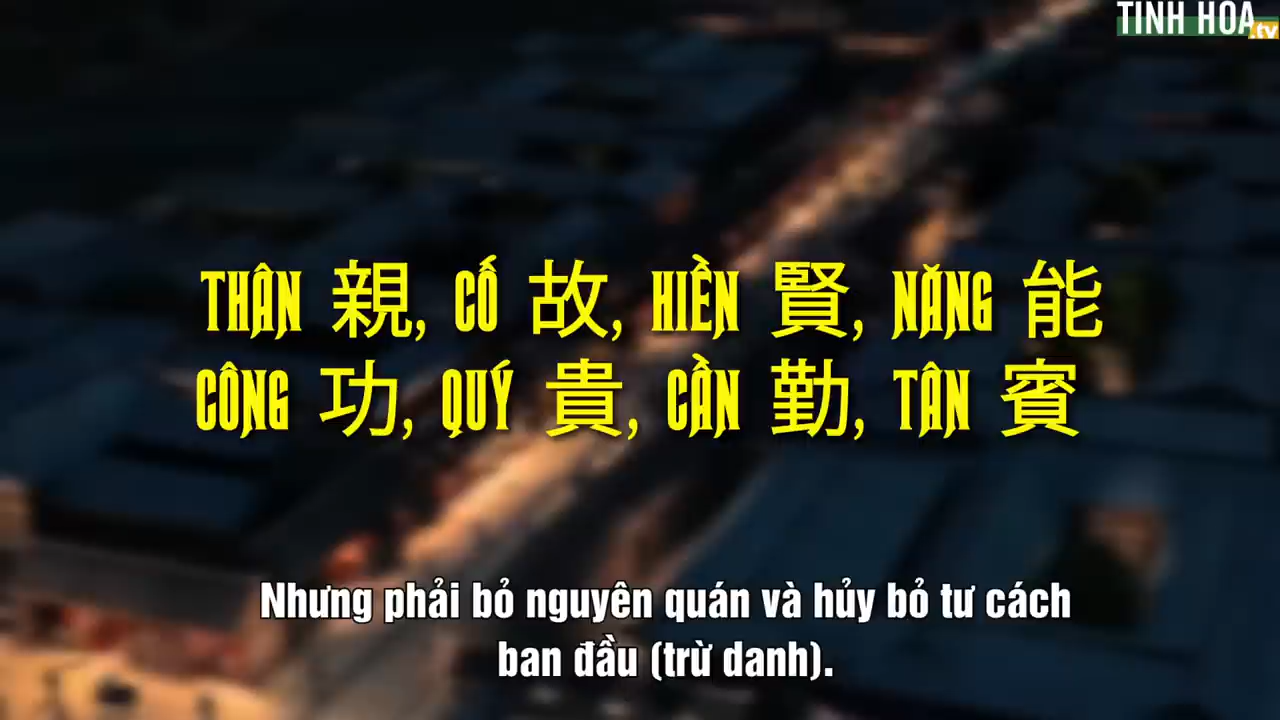 TINH HOA
.tv
THÂN 親, CỐ 故, HIỀN 賢, NĂNG 能
CÔNG 功, QUÝ 貴, CẦN 勤, TÂN 賓
Nhưng phải bỏ nguyên quán và hủy bỏ tư cách
ban đầu (trừ danh).